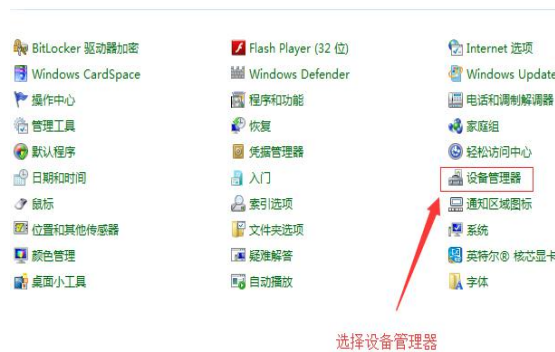 BitLocker 驱动器加密
Flash Player (32 位)
Internet 选项
Windows CardSpace
Windows Defender
Windows Update
操作中心
程序和功能
电话和调制解调器
管理工具
恢复
家庭组
默认程序
凭据管理器
轻松访问中心
日期和时间
入门
设备管理器
鼠标
索引选项
通知区域图标
位置和其他传感器
文件夹选项
系统
颜色管理
疑难解答
英特尔® 核芯显卡
桌面小工具
自动播放
字体
选择设备管理器